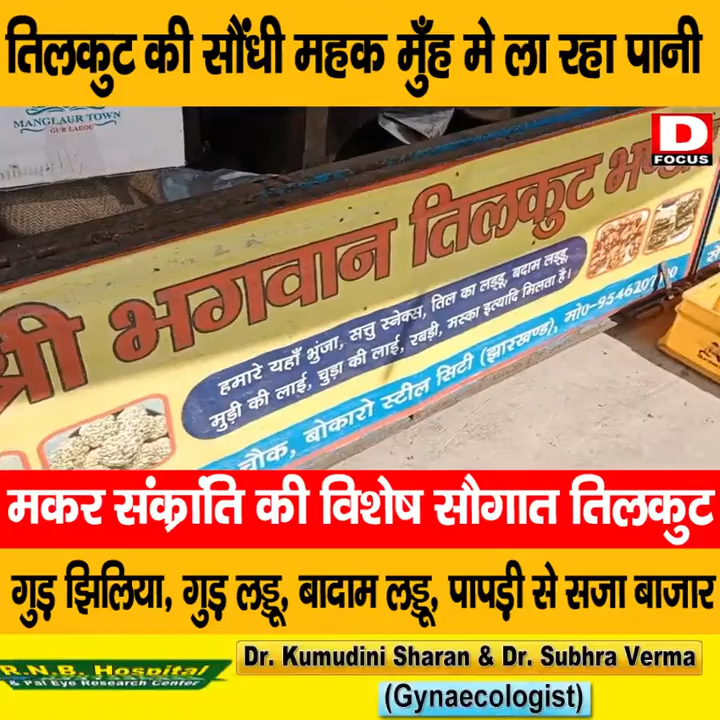 तिलकुट की सौंधी महक मुँह मे ला रहा पानी
MANGLAUR TOWN
GUR LADDU
D
FOCUS
श्री भगवान तिलकुट
हमारे यहाँ भुंजा, सत्तु स्नेक्स, तिल का लड्डू, बदाम लड्डू,
मुड़ी की लाई, चुड़ा की लाई, रबड़ी, मस्का इत्यादि मिलता है।
चौक, बोकारो स्टील सिटी (झारखण्ड), मो०-
मकर संक्रांति की विशेष सौगात तिलकुट
गुड़ झिलिया, गुड़ लड्डू, बादाम लड्डू, पापड़ी से सजा बाजार
R.N.B. Hospital
& Pal Eye Research Center
Dr. Kumudini Sharan & Dr. Subhra Verma
(Gynaecologist)